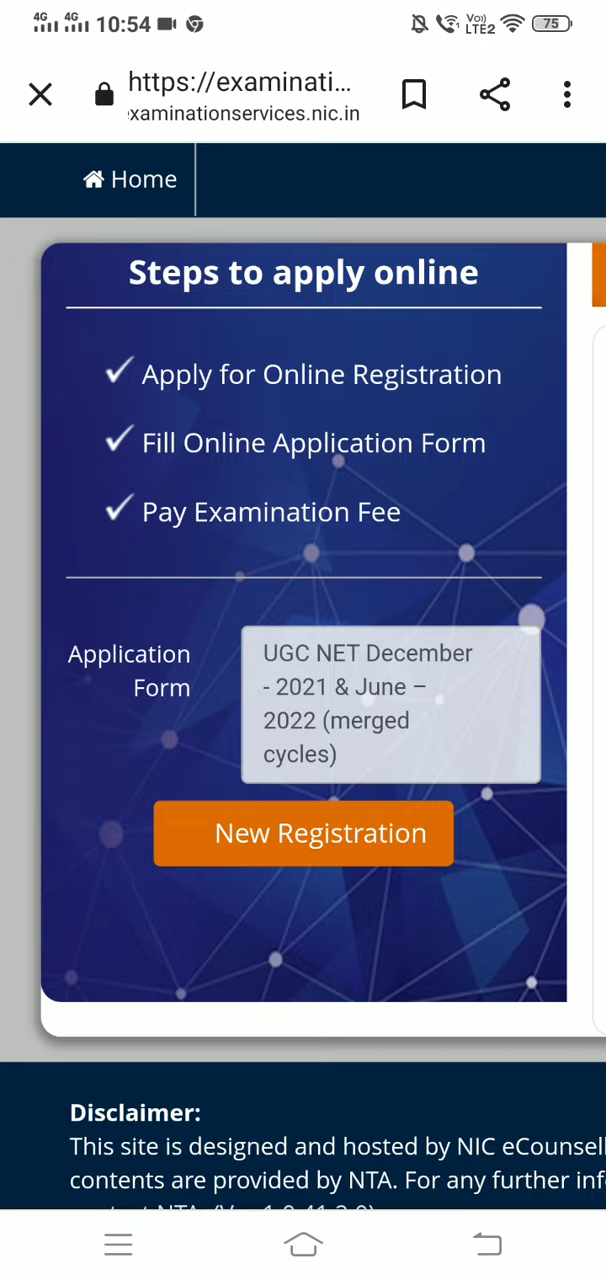 4G 4G 10:54 Vo)) LTE2 75
https://examinati...
examinationservices.nic.in
Home
Steps to apply online
Apply for Online Registration
Fill Online Application Form
Pay Examination Fee
Application
Form
UGC NET December
- 2021 & June –
2022 (merged
cycles)
New Registration
Disclaimer:
This site is designed and hosted by NIC eCounsell
contents are provided by NTA. For any further inf